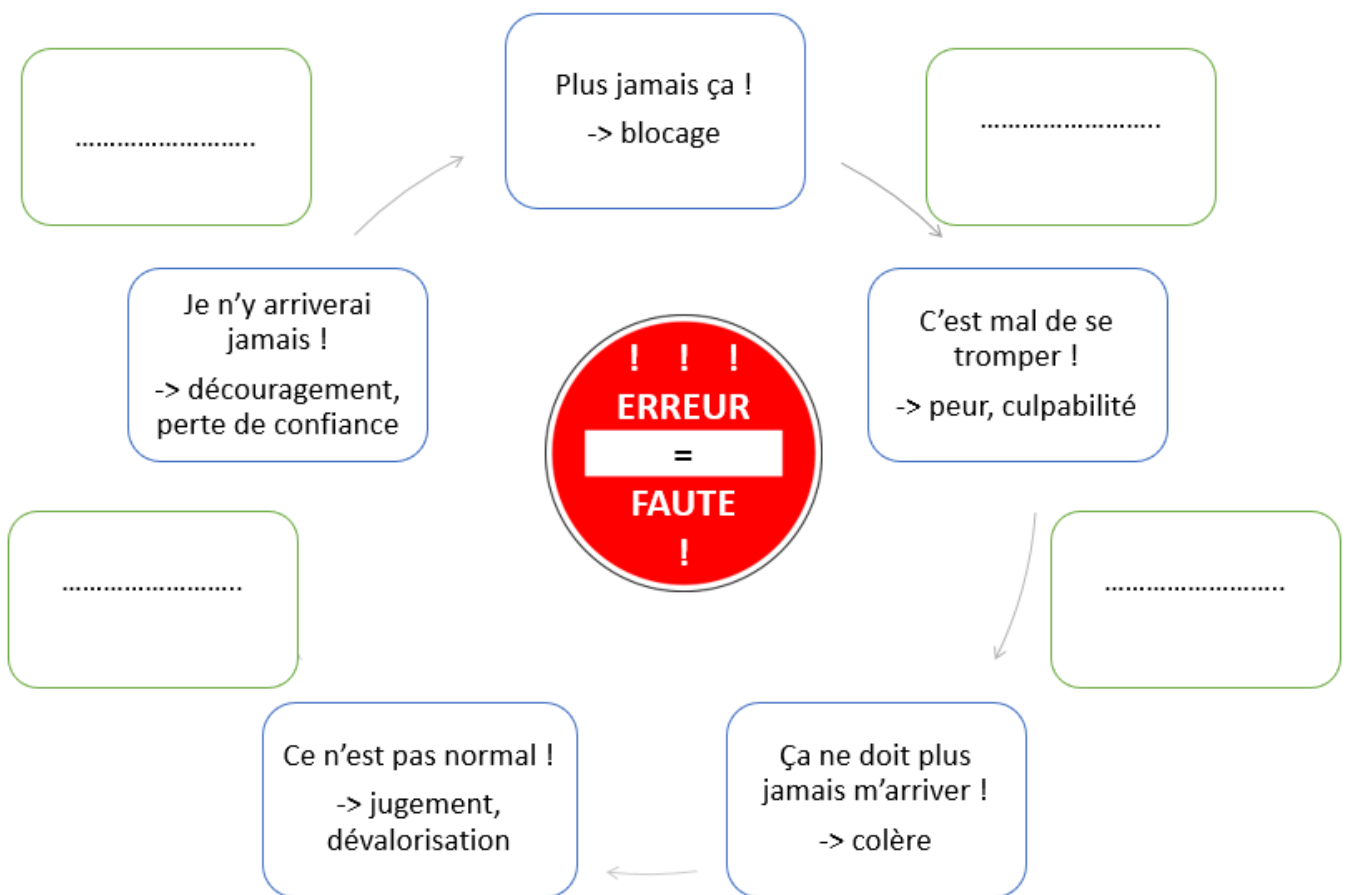 Plus jamais ça !
-> blocage
……………………..
……………………..
Je n’y arriverai
jamais !
-> découragement,
perte de confiance
C’est mal de se
tromper !
-> peur, culpabilité
! ! !
ERREUR
=
FAUTE
!
……………………..
……………………..
Ce n’est pas normal !
-> jugement,
dévalorisation
Ça ne doit plus
jamais m’arriver !
-> colère